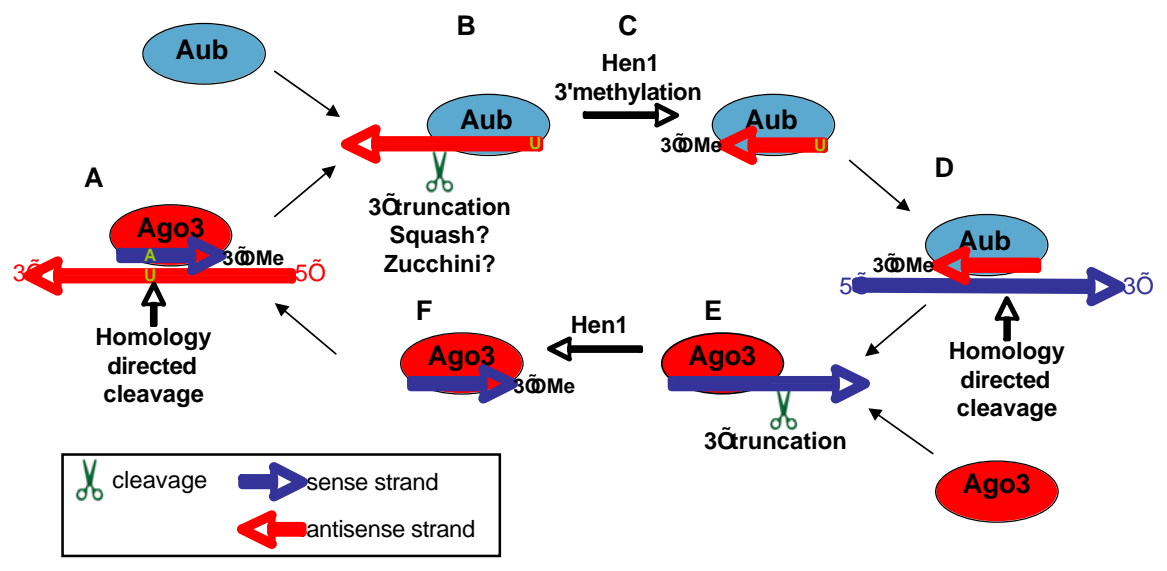 B
C
Aub
Hen1
3'methylation
Aub
U
Aub
U
3ÕOMe
3Õtruncation
Squash?
Zucchini?
A
Ago3
A
3ÕOMe
3Õ
U
5Õ
Homology
directed
cleavage
D
Aub
3ÕOMe
5Õ
3Õ
Homology
directed
cleavage
F
Ago3
3ÕOMe
Hen1
E
Ago3
3Õtruncation
Ago3
cleavage
sense strand
antisense strand